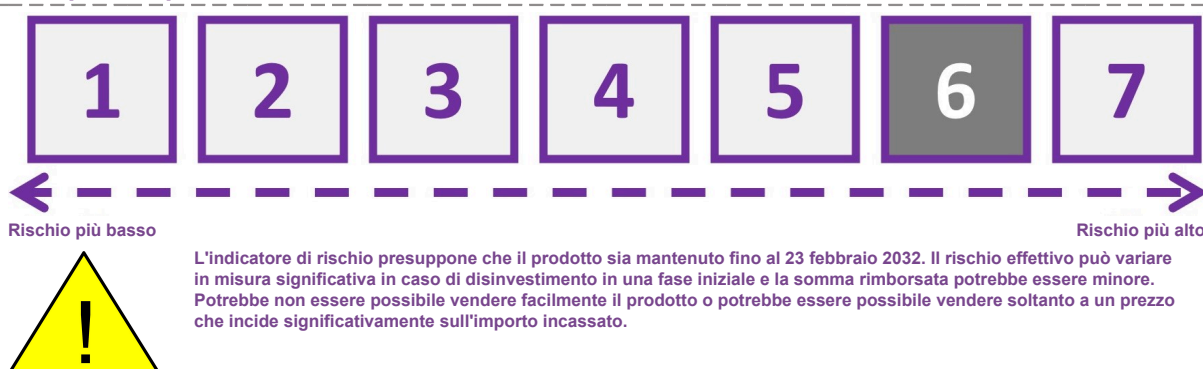 1 2 3 4 5 6 7
Rischio più basso Rischio più alto
L'indicatore di rischio presuppone che il prodotto sia mantenuto fino al 23 febbraio 2032. Il rischio effettivo può variare
in misura significativa in caso di disinvestimento in una fase iniziale e la somma rimborsata potrebbe essere minore.
Potrebbe non essere possibile vendere facilmente il prodotto o potrebbe essere possibile vendere soltanto a un prezzo
che incide significativamente sull'importo incassato.
!